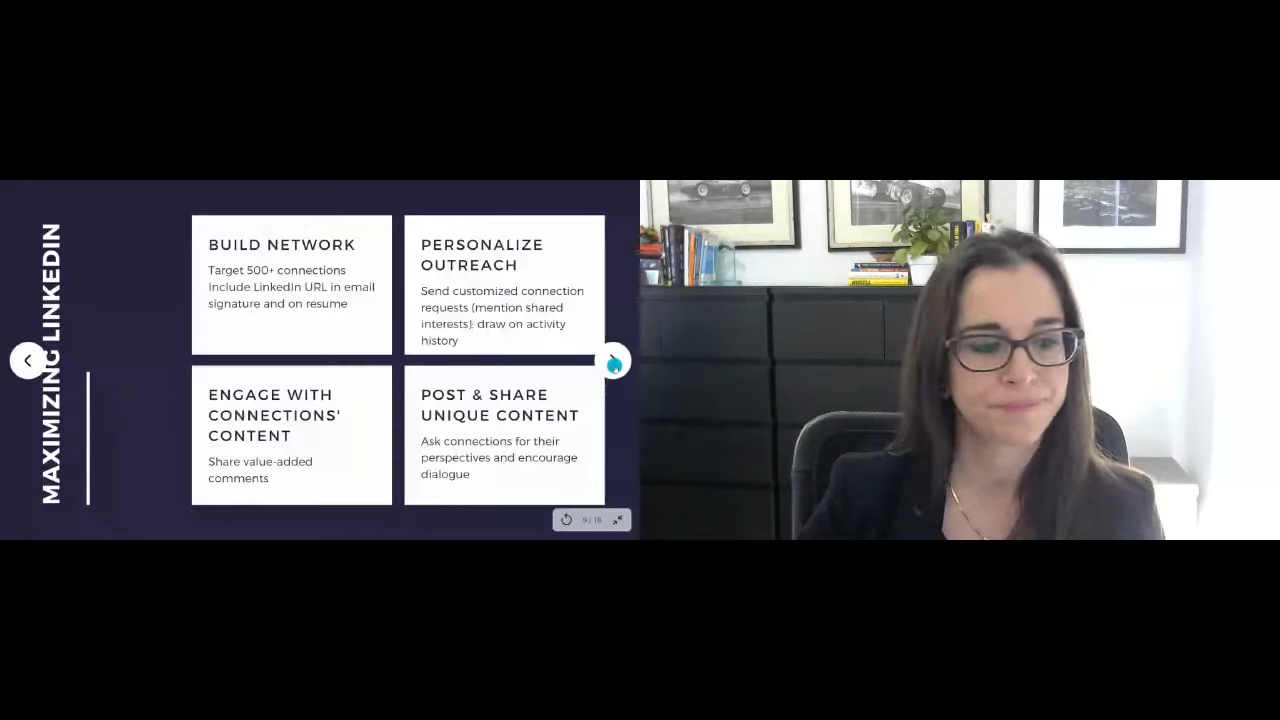 MAXIMIZING LINKEDIN
BUILD NETWORK
Target 500+ connections
Include LinkedIn URL in email
signature and on resume
PERSONALIZE
OUTREACH
Send customized connection
requests (mention shared
interests); draw on activity
history
ENGAGE WITH
CONNECTIONS'
CONTENT
Share value-added
comments
POST & SHARE
UNIQUE CONTENT
Ask connections for their
perspectives and encourage
dialogue